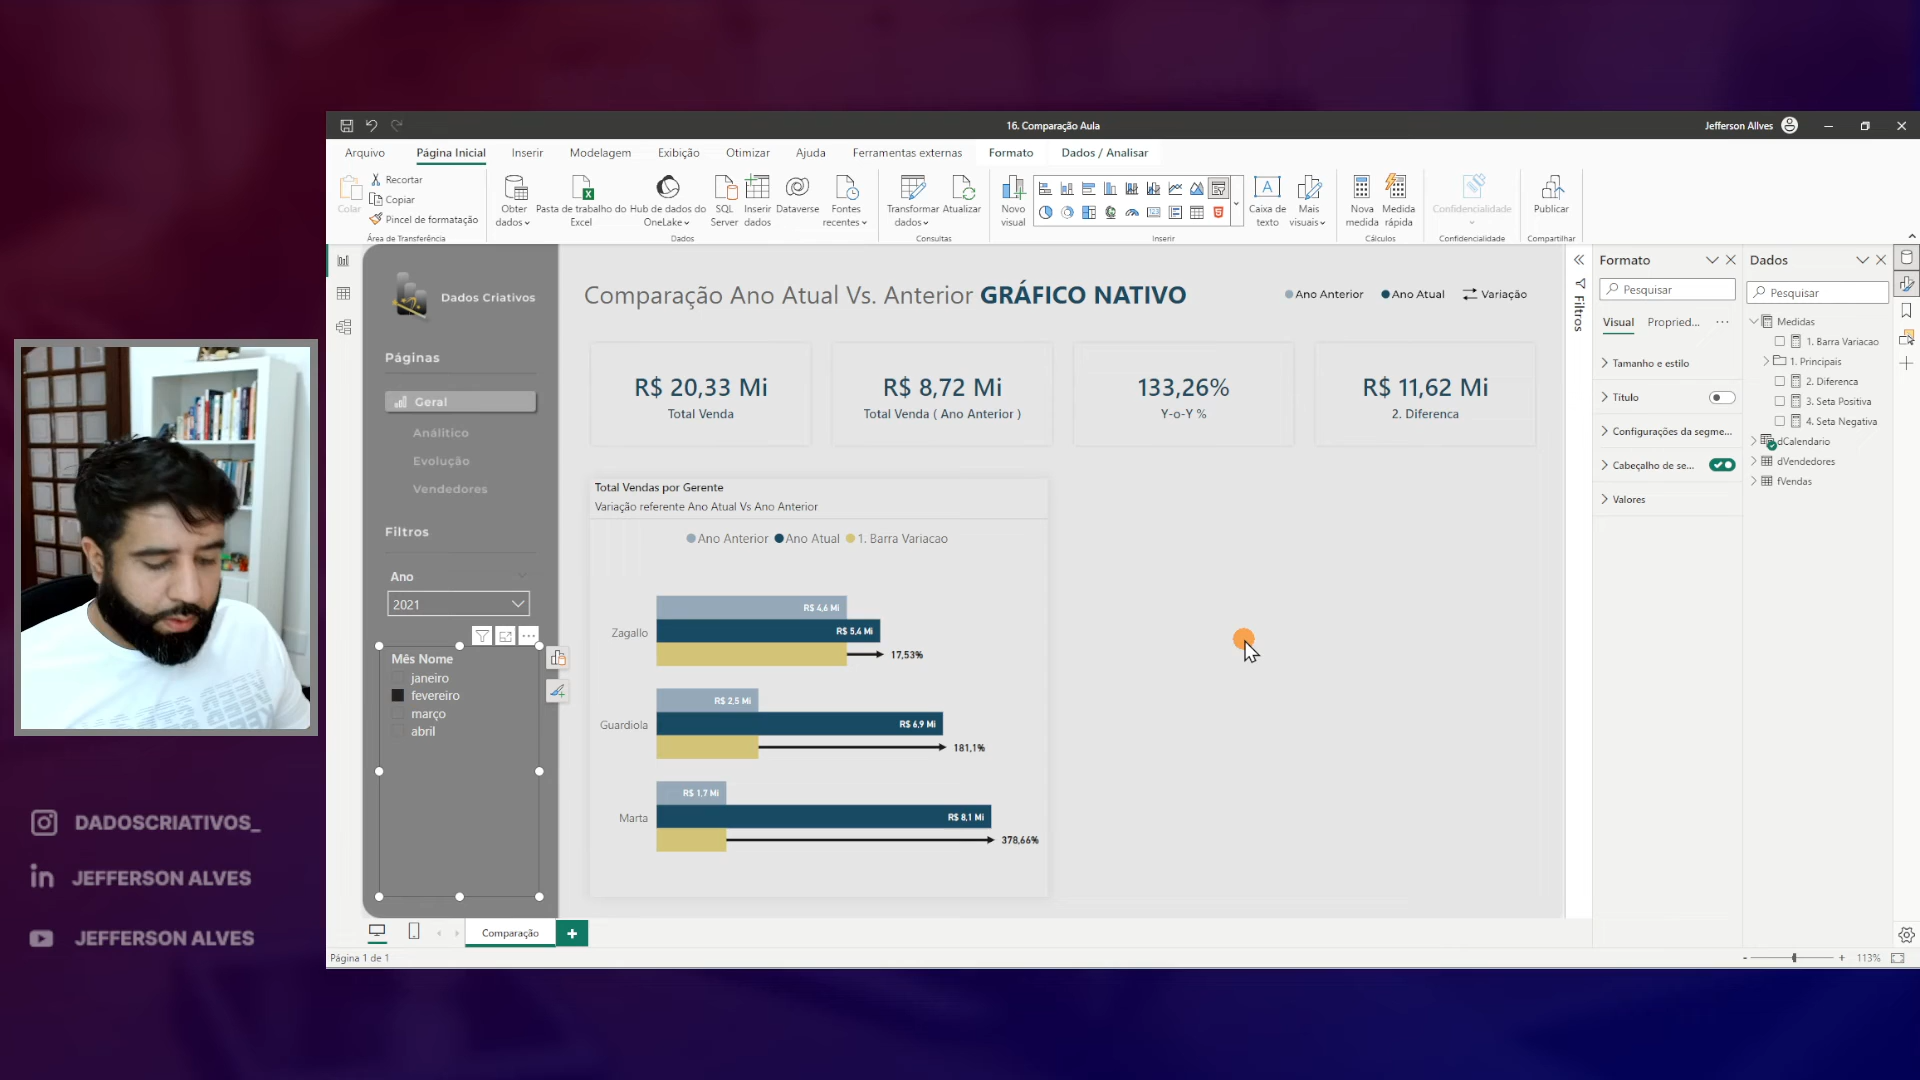 16. Comparação Aula
Jefferson Allves
Arquivo
Página Inicial
Inserir
Modelagem
Exibição
Otimizar
Ajuda
Ferramentas externas
Formato
Dados / Analisar
Colar
Recortar
Copiar
Pincel de formatação
Área de Transferência
Obter dados
Pasta de trabalho do Excel
Hub de dados do OneLake
SQL Server
Inserir dados
Dataverse
Fontes recentes
Dados
Transformar dados
Atualizar
Consultas
Novo visual
Caixa de texto
Mais visuais
Inserir
Nova medida
Medida rápida
Cálculos
Confidencialidade
Confidencialidade
Publicar
Compartilhar
Dados Criativos
Páginas
Geral
Análitico
Evolução
Vendedores
Filtros
Ano
2021
Mês Nome
janeiro
fevereiro
março
abril
Comparação Ano Atual Vs. Anterior GRÁFICO NATIVO
Ano Anterior
Ano Atual
Variação
R$ 20,33 Mi
Total Venda
R$ 8,72 Mi
Total Venda ( Ano Anterior )
133,26%
Y-o-Y %
R$ 11,62 Mi
2. Diferenca
Total Vendas por Gerente
Variação referente Ano Atual Vs Ano Anterior
Ano Anterior
Ano Atual
1. Barra Variacao
Zagallo
R$ 4,6 Mi
R$ 5,4 Mi
17,53%
Guardiola
R$ 2,5 Mi
R$ 6,9 Mi
181,1%
Marta
R$ 1,7 Mi
R$ 8,1 Mi
378,66%
Filtros
Formato
Pesquisar
Visual
Propried...
Tamanho e estilo
Título
Configurações da segme...
Cabeçalho de se...
Valores
Dados
Pesquisar
Medidas
1. Barra Variacao
1. Principais
2. Diferenca
3. Seta Positiva
4. Seta Negativa
dCalendario
dVendedores
fVendas
Comparação
Página 1 de 1
113%
DADOSCRIATIVOS_
JEFFERSON ALVES
JEFFERSON ALVES